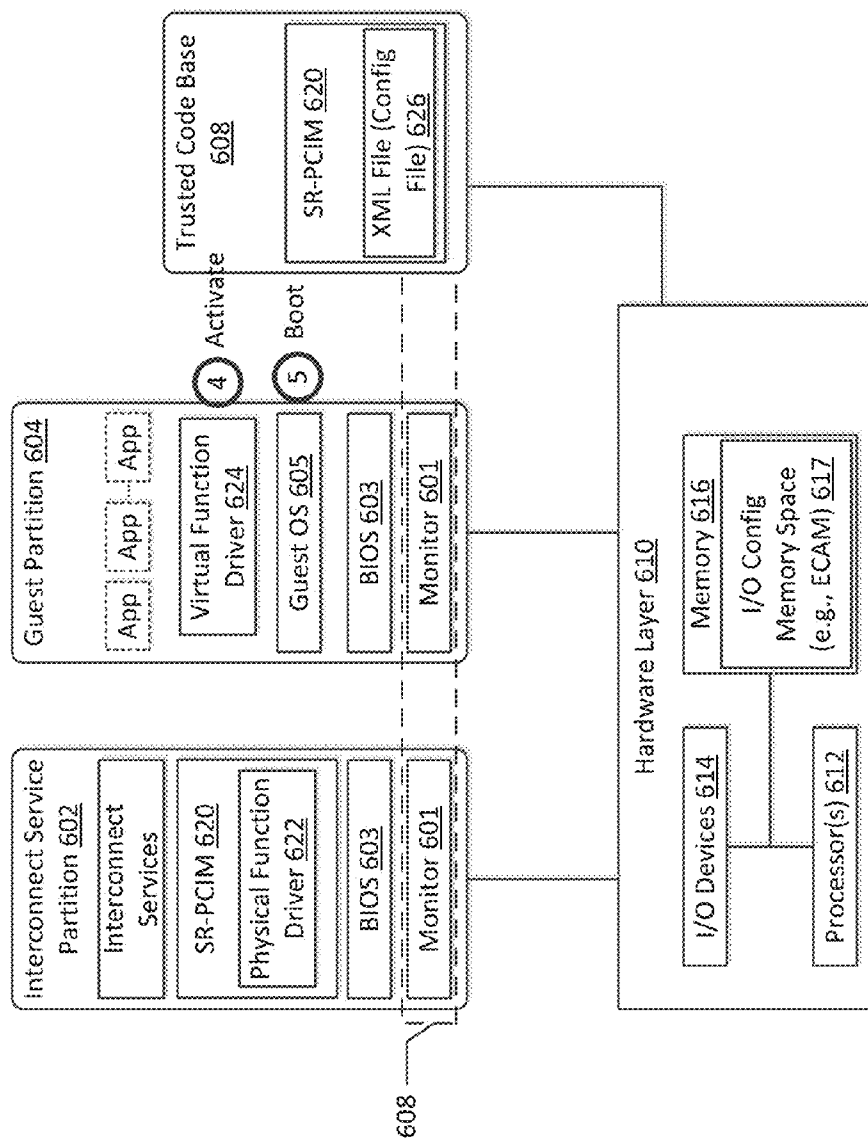 Interconnect Service
Partition 602
Interconnect
Services
SR-PCIM 620
Physical Function
Driver 622
BIOS 603
Monitor 601
608
Guest Partition 604
App
App
App
Virtual Function
Driver 624
Guest OS 605
BIOS 603
Monitor 601
4
Activate
5
Boot
Trusted Code Base
608
SR-PCIM 620
XML File (Config
File) 626
Hardware Layer 610
I/O Devices 614
Processor(s) 612
Memory 616
I/O Config
Memory Space
(e.g., ECAM) 617